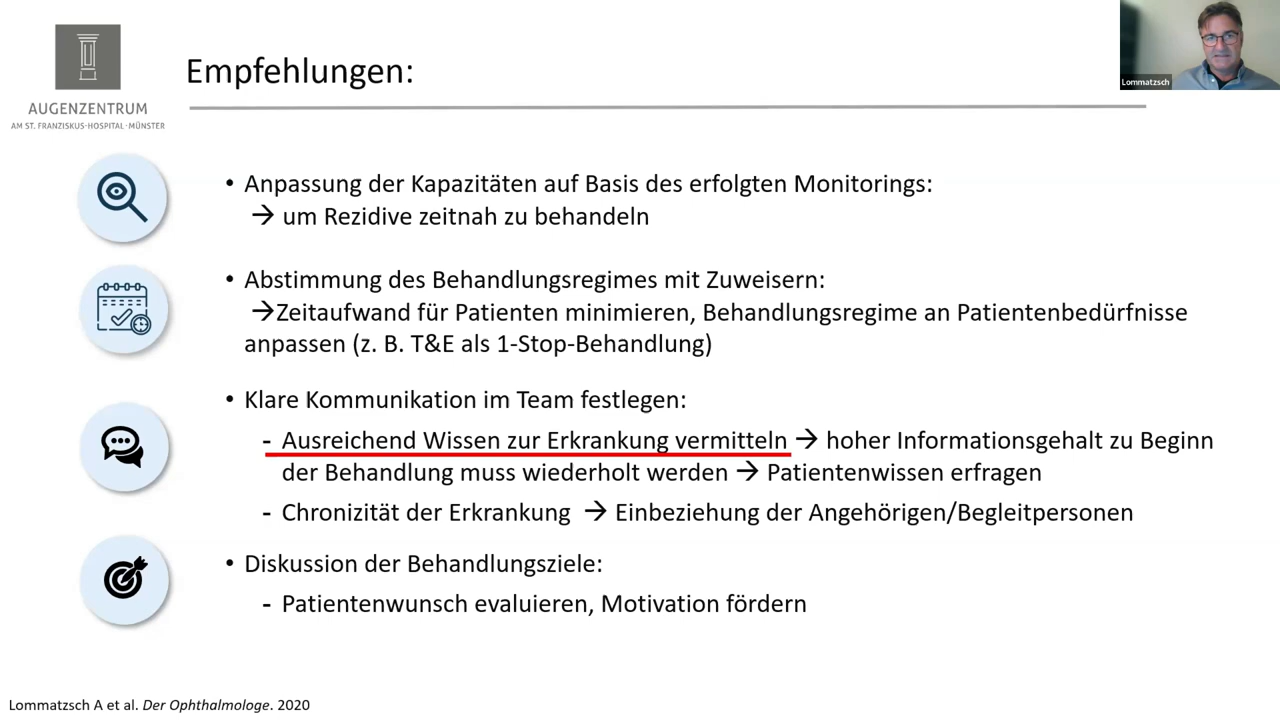 AUGENZENTRUM
AM ST. FRANZISKUS-HOSPITAL·MÜNSTER
Empfehlungen:
Lommatzsch
• Anpassung der Kapazitäten auf Basis des erfolgten Monitorings:
→ um Rezidive zeitnah zu behandeln
• Abstimmung des Behandlungsregimes mit Zuweisern:
→Zeitaufwand für Patienten minimieren, Behandlungsregime an Patientenbedürfnisse
anpassen (z. B. T&E als 1-Stop-Behandlung)
• Klare Kommunikation im Team festlegen:
- Ausreichend Wissen zur Erkrankung vermitteln → hoher Informationsgehalt zu Beginn
der Behandlung muss wiederholt werden → Patientenwissen erfragen
- Chronizität der Erkrankung → Einbeziehung der Angehörigen/Begleitpersonen
• Diskussion der Behandlungsziele:
- Patientenwunsch evaluieren, Motivation fördern
Lommatzsch A et al. Der Ophthalmologe. 2020